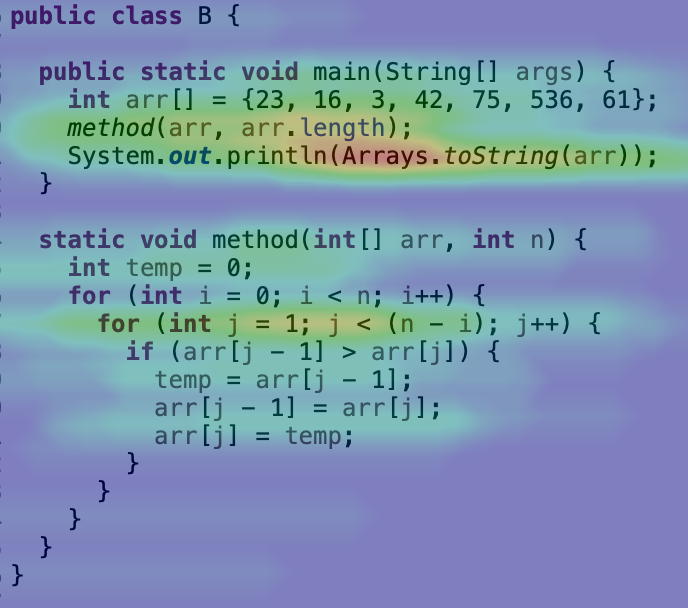 public class B {
public static void main(String[] args) {
int arr[] = {23, 16, 3, 42, 75, 536, 61};
method(arr, arr.length);
System.out.println(Arrays.toString(arr));
}
static void method(int[] arr, int n) {
int temp = 0;
for (int i = 0; i < n; i++) {
for (int j = 1; j < (n - i); j++) {
if (arr[j - 1] > arr[j]) {
temp = arr[j - 1];
arr[j - 1] = arr[j];
arr[j] = temp;
}
}
}
}
}